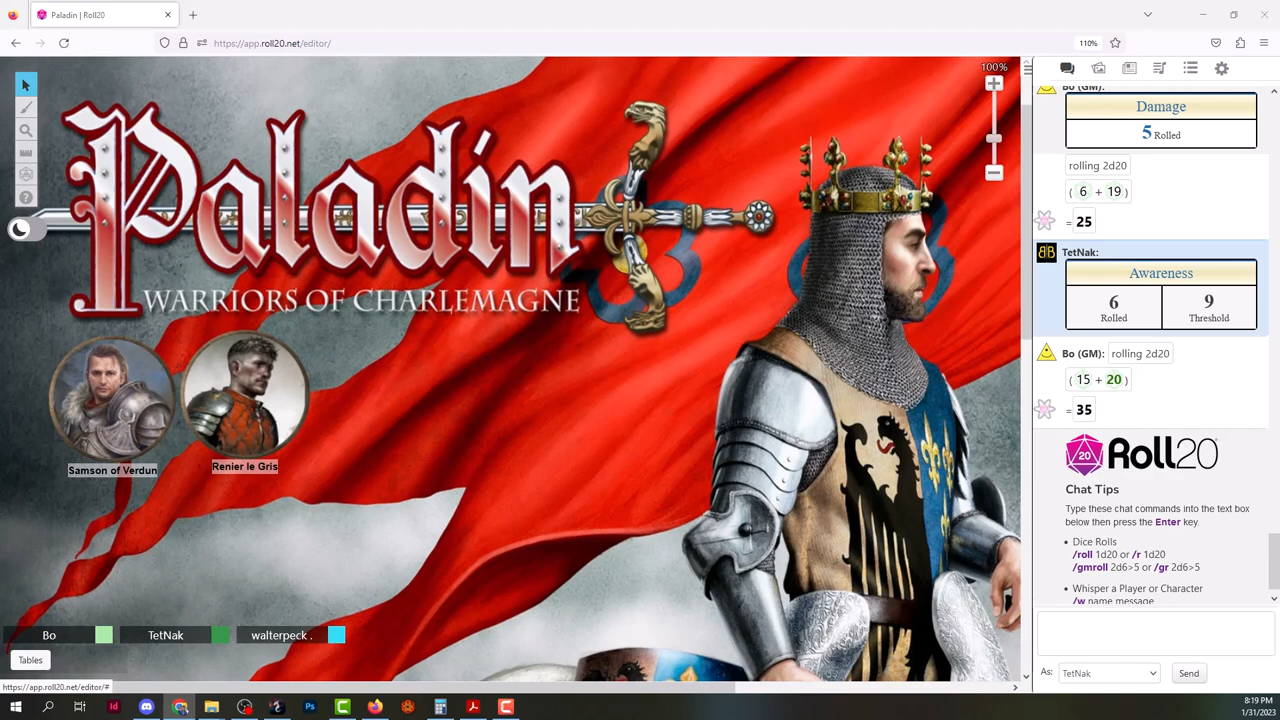 Paladin | Roll20
https://app.roll20.net/editor/
110%
100%
Paladin
WARRIORS OF CHARLEMAGNE
Samson of Verdun
Renier le Gris
Bo
TetNak
walterpeck .
Tables
https://app.roll20.net/editor/#
Bo (GM):
Damage
5 Rolled
rolling 2d20
( 6 + 19 )
= 25
TetNak:
Awareness
6
Rolled
9
Threshold
Bo (GM): rolling 2d20
( 15 + 20 )
= 35
20
Roll20
Chat Tips
Type these chat commands into the text box
below then press the Enter key.
• Dice Rolls
/roll 1d20 or /r 1d20
/gmroll 2d6>5 or /gr 2d6>5
• Whisper a Player or Character
/w name message
As:
TetNak
Send
8:19 PM
1/31/2023